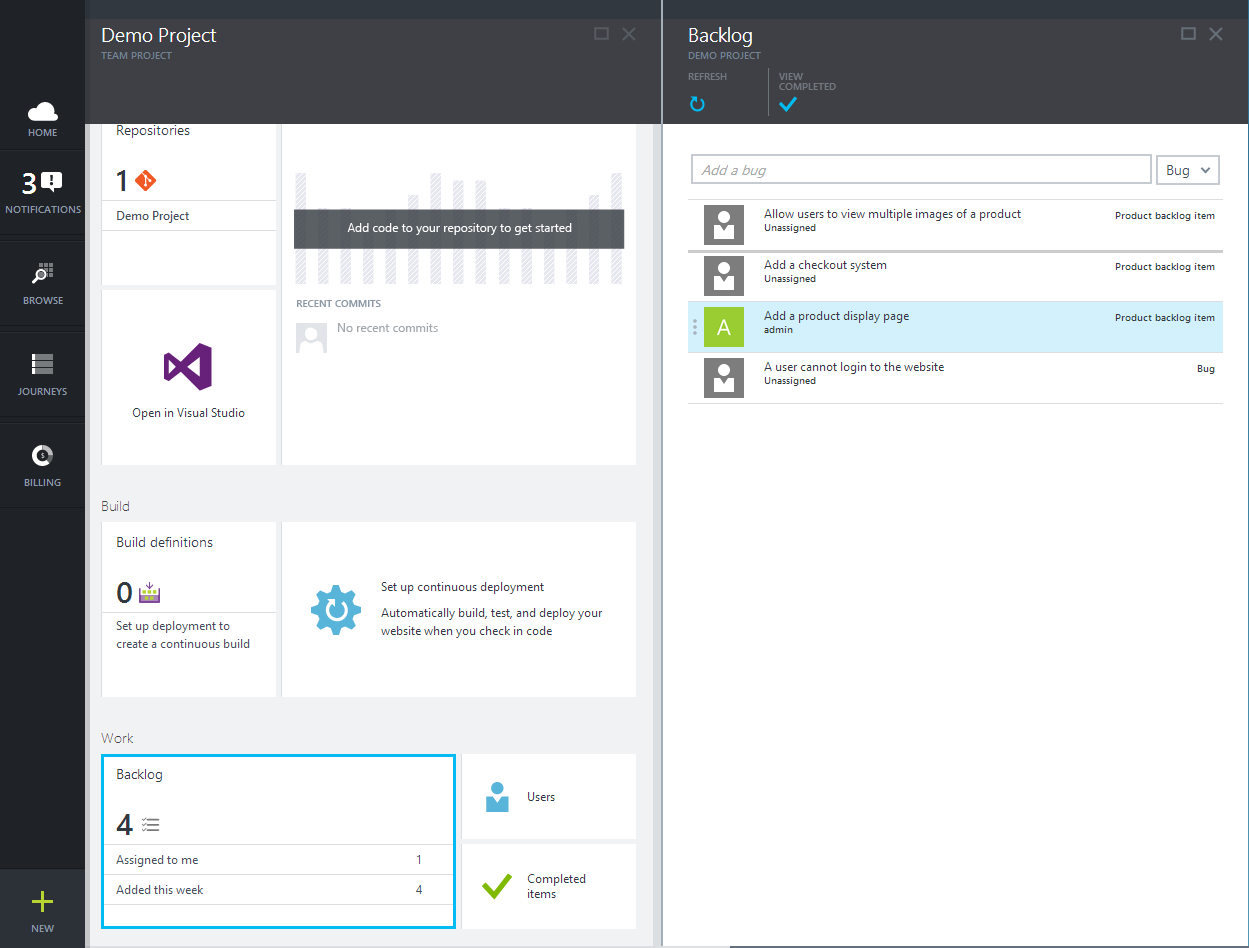 HOME
3
NOTIFICATIONS
BROWSE
JOURNEYS
BILLING
NEW
Demo Project
TEAM PROJECT
Repositories
1
Demo Project
Add code to your repository to get started
RECENT COMMITS
No recent commits
Open in Visual Studio
Build
Build definitions
0
Set up deployment to
create a continuous build
Set up continuous deployment
Automatically build, test, and deploy your
website when you check in code
Work
Backlog
4
Assigned to me 1
Added this week 4
Users
Completed
items
Backlog
DEMO PROJECT
REFRESH
VIEW
COMPLETED
Add a bug
Bug
Allow users to view multiple images of a product
Product backlog item
Unassigned
Add a checkout system
Product backlog item
Unassigned
A
Add a product display page
Product backlog item
admin
A user cannot login to the website
Bug
Unassigned